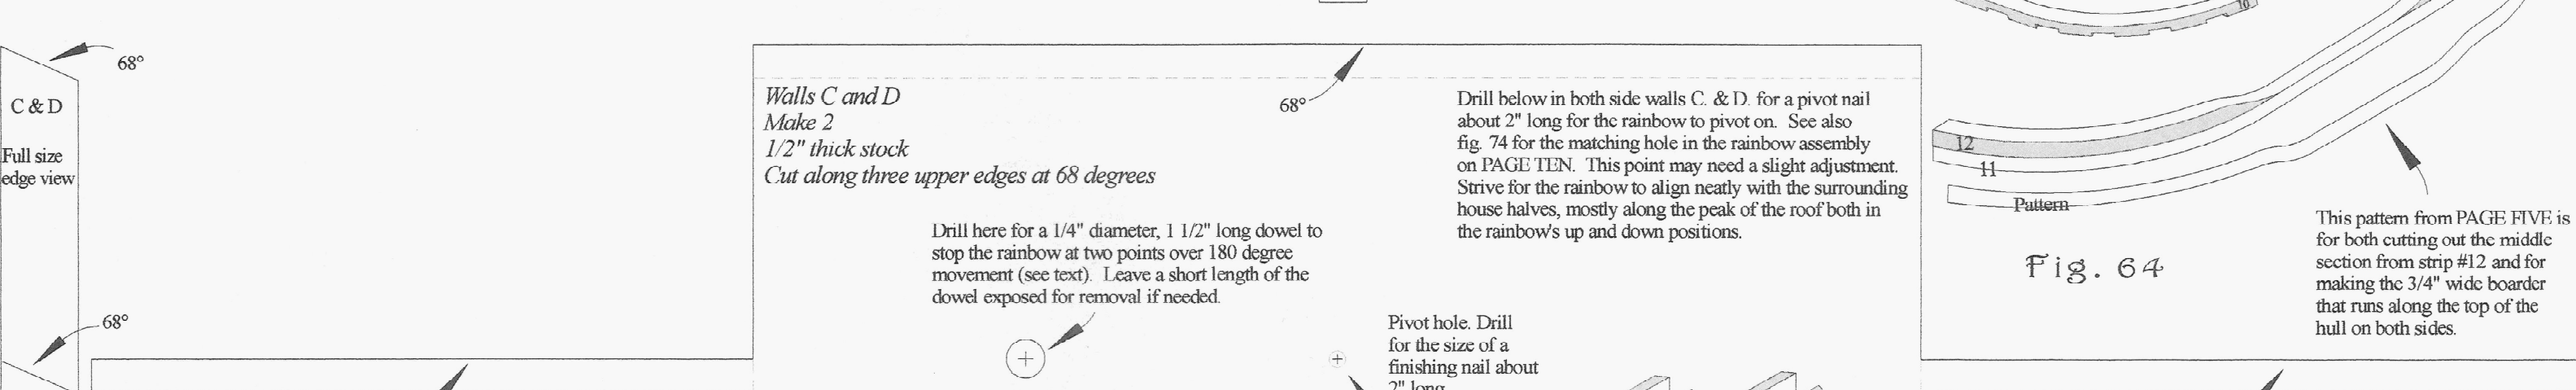 68°
C & D
Full size
edge view
68°
Walls C and D
Make 2
1/2" thick stock
Cut along three upper edges at 68 degrees
68°
Drill here for a 1/4" diameter, 1 1/2" long dowel to
stop the rainbow at two points over 180 degree
movement (see text).  Leave a short length of the
dowel exposed for removal if needed.
Drill below in both side walls C. & D. for a pivot nail
about 2" long for the rainbow to pivot on.  See also
fig. 74 for the matching hole in the rainbow assembly
on PAGE TEN.  This point may need a slight adjustment.
Strive for the rainbow to align neatly with the surrounding
house halves, mostly along the peak of the roof both in
the rainbow's up and down positions.
Pivot hole. Drill
for the size of a
finishing nail about
2" long
10
12
11
Pattern
Fig. 64
This pattern from PAGE FIVE is
for both cutting out the middle
section from strip #12 and for
making the 3/4" wide boarder
that runs along the top of the
hull on both sides.